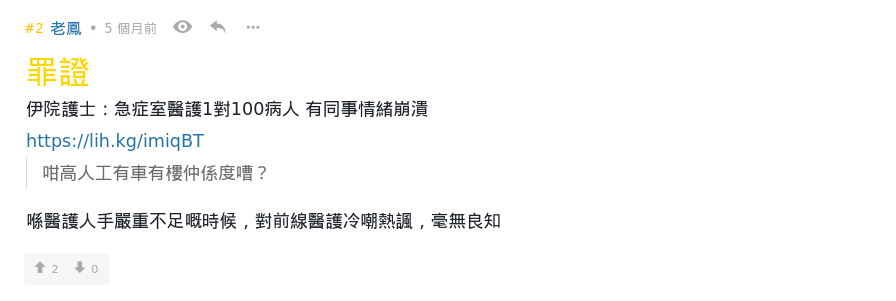 #2 老鳳 • 5 個月前
罪證
伊院護士：急症室醫護1對100病人 有同事情緒崩潰
https://lih.kg/imiqBT
咁高人工有車有樓仲係度嘈？
喺醫護人手嚴重不足嘅時候，對前線醫護冷嘲熱諷，毫無良知
2 0